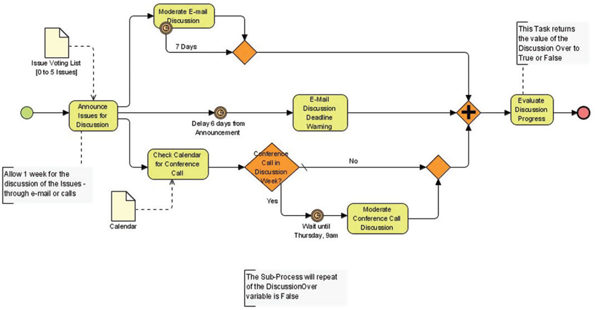 Moderate E-mail
Discussion
7 Days
Issue Voting List
[0 to 5 Issues]
This Task returns
the value of the
Discussion Over to
True or False
Announce
Issues for
Discussion
Delay 6 days from
Announcement
E-Mail
Discussion
Deadline
Warning
Evaluate
Discussion
Progress
Allow 1 week for the
discussion of the Issues -
through e-mail or calls
Check Calendar
for Conference
Call
Conference
Call in
Discussion
Week?
No
Yes
Calendar
Wait until
Thursday, 9am
Moderate
Conference Call
Discussion
The Sub-Process will repeat
of the DiscussionOver
variable is False